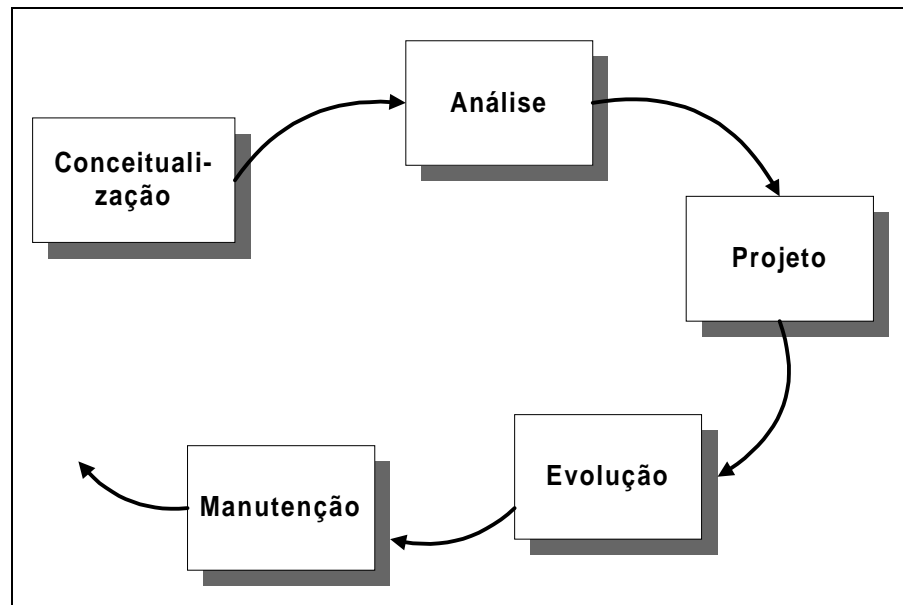 Análise
Conceituali-
zação
Projeto
Evolução
Manutenção